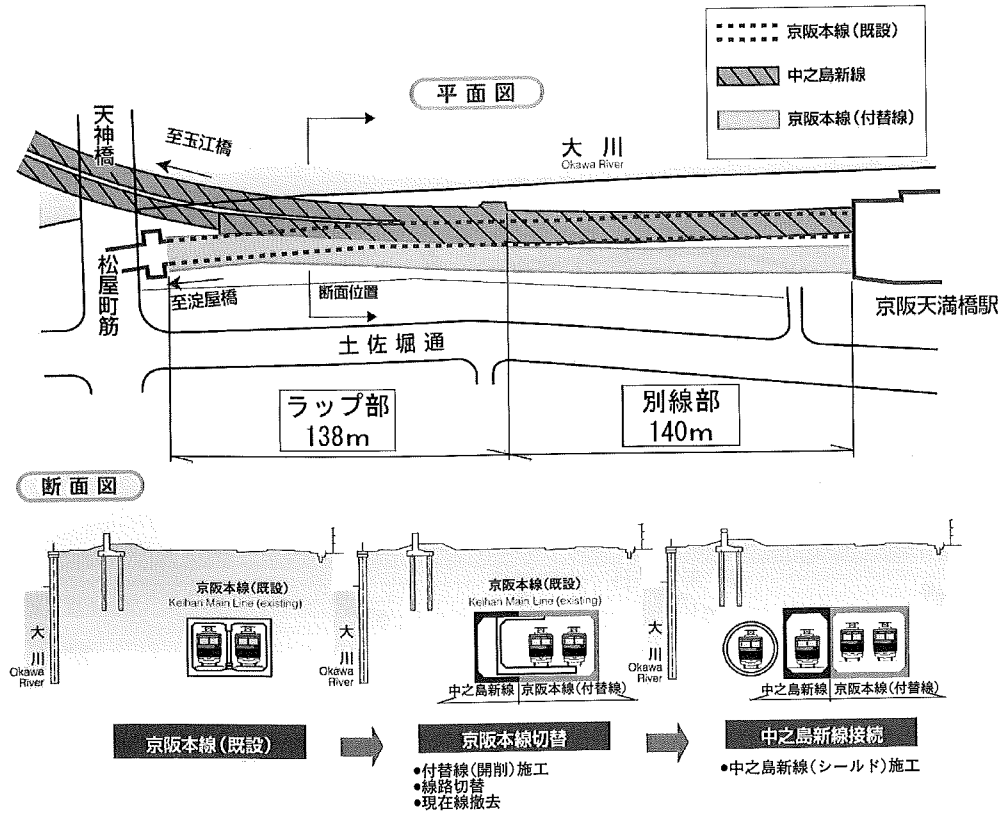 京阪本線(既設)
中之島新線
京阪本線(付替線)
平面図
天神橋
至玉江橋
大川
Okawa River
松屋町筋
至淀屋橋
断面位置
京阪天満橋駅
土佐堀通
ラップ部
138m
別線部
140m
断面図
京阪本線(既設)
Keihan Main Line (existing)
大川
Okawa
River
京阪本線(既設)
Keihan Main Line (existing)
大川
Okawa
River
中之島新線 京阪本線(付替線)
大川
Okawa
River
中之島新線 京阪本線(付替線)
京阪本線(既設)
京阪本線切替
中之島新線接続
●付替線(開削)施工
●線路切替
●現在線撤去
●中之島新線(シールド)施工